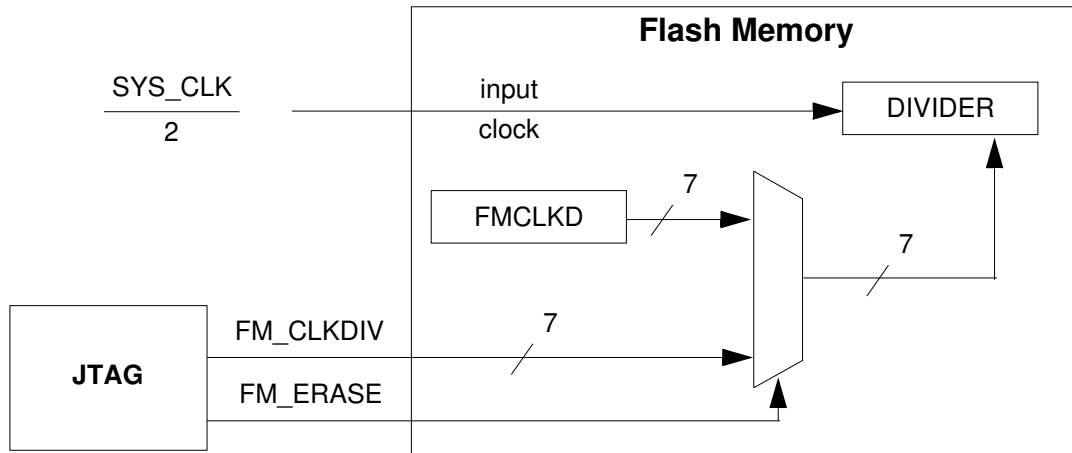 Flash Memory
SYS_CLK
2
input
clock
DIVIDER
7
FMCLKD
7
7
FM_CLKDIV
JTAG
FM_ERASE